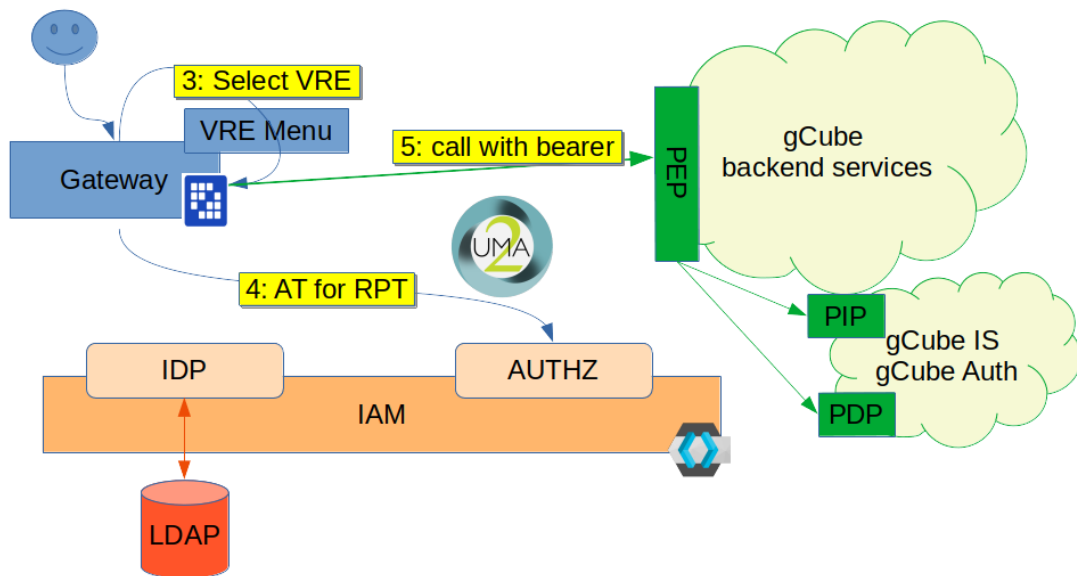 3: Select VRE
VRE Menu
Gateway
5: call with bearer
PEP
gCube
backend services
UMA
2
4: AT for RPT
PIP
gCube IS
gCube Auth
PDP
IDP
AUTHZ
IAM
LDAP